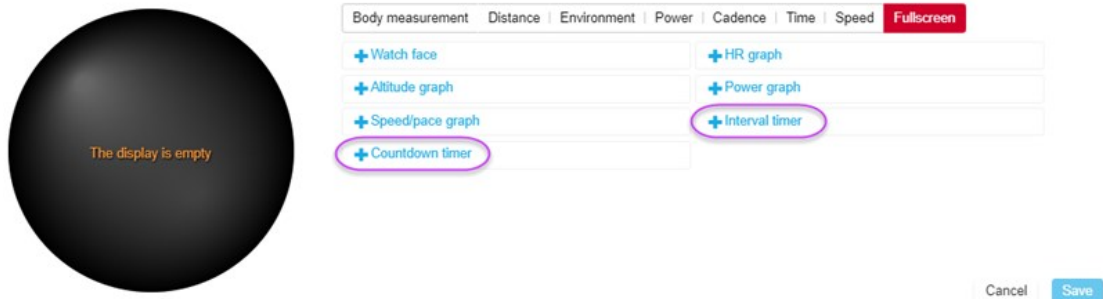 Body measurement Distance Environment Power Cadence Time Speed Fullscreen
Watch face
HR graph
Altitude graph
Power graph
Speed/pace graph
Interval timer
The display is empty
Countdown timer
Cancel Save